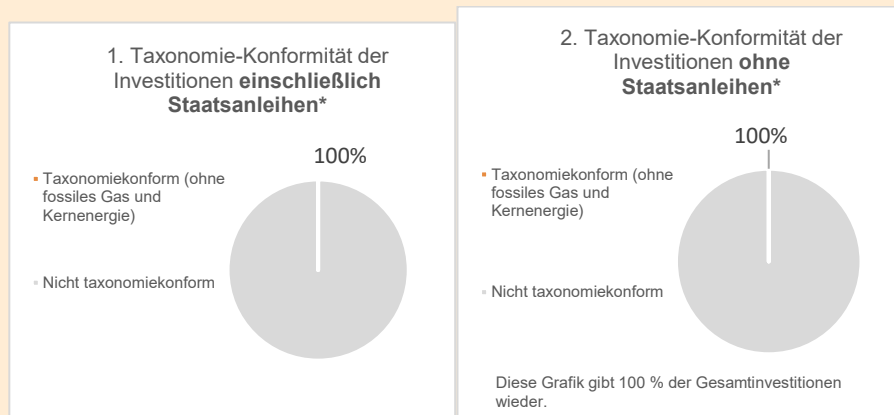 1. Taxonomie-Konformität der
Investitionen einschließlich
Staatsanleihen*
100%
Taxonomiekonform (ohne
fossiles Gas und
Kernenergie)
Nicht taxonomiekonform
2. Taxonomie-Konformität der
Investitionen ohne
Staatsanleihen*
100%
Taxonomiekonform (ohne
fossiles Gas und
Kernenergie)
Nicht taxonomiekonform
Diese Grafik gibt 100 % der Gesamtinvestitionen
wieder.